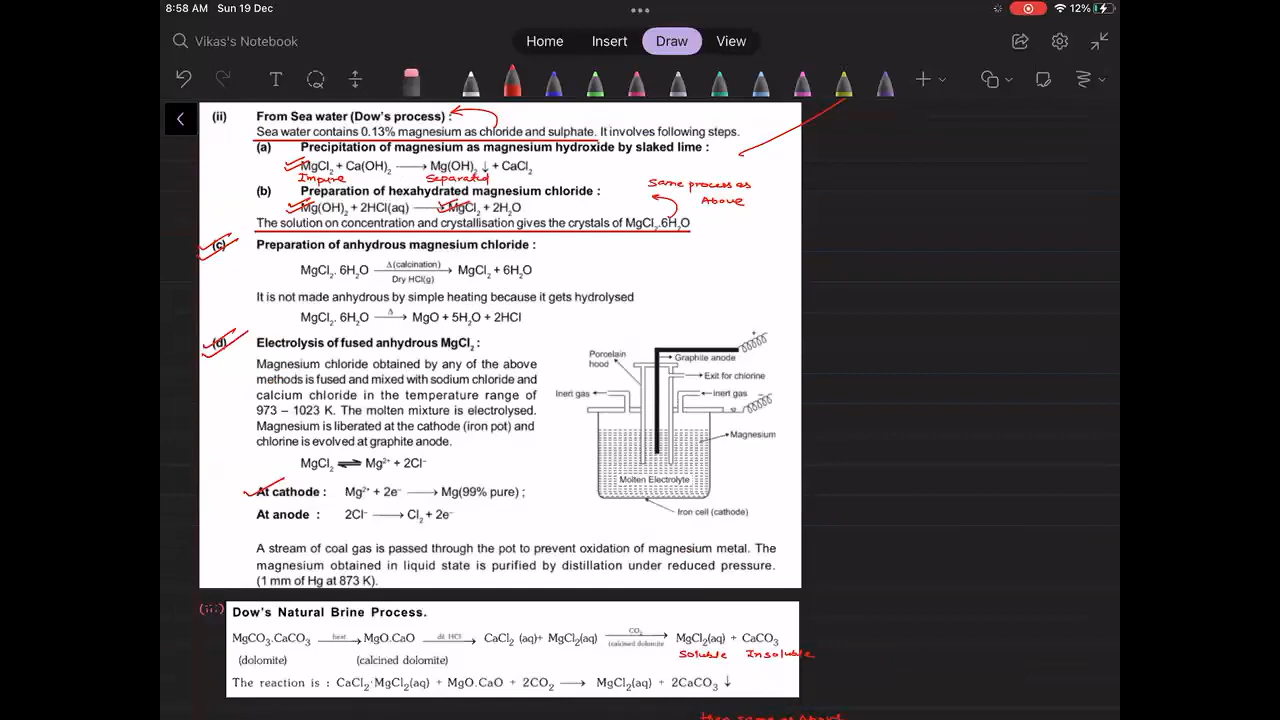 8:58 AM Sun 19 Dec
12%
Vikas's Notebook
Home Insert Draw View
(ii) From Sea water (Dow's process) :
Sea water contains 0.13% magnesium as chloride and sulphate. It involves following steps.
(a) Precipitation of magnesium as magnesium hydroxide by slaked lime :
MgCl₂ + Ca(OH)₂ ⟶ Mg(OH)₂ ↓ + CaCl₂
Impure Separated
(b) Preparation of hexahydrated magnesium chloride :
Same process as
Above
Mg(OH)₂ + 2HCl(aq) ⟶ MgCl₂ + 2H₂O
The solution on concentration and crystallisation gives the crystals of MgCl₂.6H₂O
(c) Preparation of anhydrous magnesium chloride :
Δ(calcination)
MgCl₂. 6H₂O ⟶ MgCl₂ + 6H₂O
Dry HCl(g)
It is not made anhydrous by simple heating because it gets hydrolysed
Δ
MgCl₂. 6H₂O ⟶ MgO + 5H₂O + 2HCl
(d) Electrolysis of fused anhydrous MgCl₂ :
Magnesium chloride obtained by any of the above
methods is fused and mixed with sodium chloride and
calcium chloride in the temperature range of
973 – 1023 K. The molten mixture is electrolysed.
Magnesium is liberated at the cathode (iron pot) and
chlorine is evolved at graphite anode.
MgCl₂ ⇌ Mg²⁺ + 2Cl⁻
At cathode : Mg²⁺ + 2e⁻ ⟶ Mg(99% pure) ;
At anode : 2Cl⁻ ⟶ Cl₂ + 2e⁻
+
Porcelain
hood
Graphite anode
Exit for chlorine
Inert gas
inert gas
–
Magnesium
Molten Electrolyte
Iron cell (cathode)
A stream of coal gas is passed through the pot to prevent oxidation of magnesium metal. The
magnesium obtained in liquid state is purified by distillation under reduced pressure.
(1 mm of Hg at 873 K).
(iii) Dow's Natural Brine Process.
heat dil. HCl CO₂
MgCO₃.CaCO₃ ⟶ MgO.CaO ⟶ CaCl₂ (aq)+ MgCl₂(aq) ⟶ MgCl₂(aq) + CaCO₃
(calcined dolomite
Soluble Insoluble
(dolomite) (calcined dolomite)
The reaction is : CaCl₂·MgCl₂(aq) + MgO.CaO + 2CO₂ ⟶ MgCl₂(aq) + 2CaCO₃ ↓
then same as Above